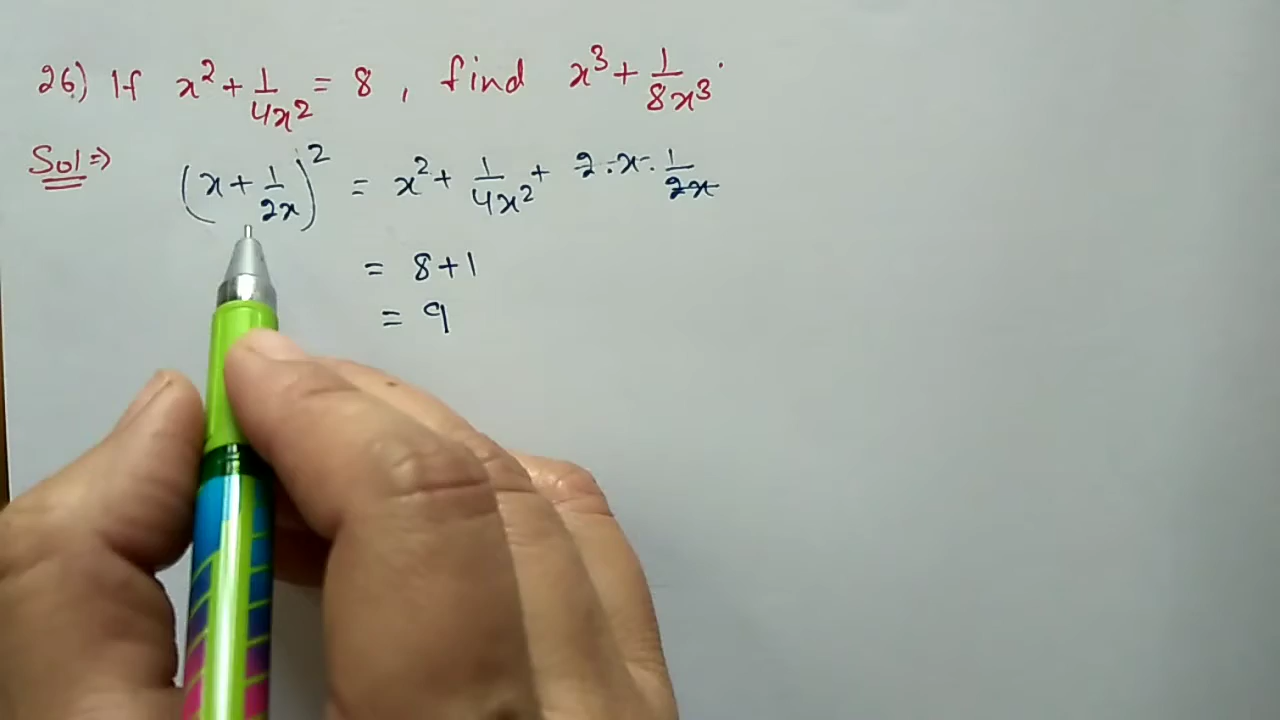 26) If x² + 1/4x² = 8 , find x³ + 1/8x³.
Sol ⇒ (x + 1/2x)² = x² + 1/4x² + 2·x·1/2x
= 8+1
= 9